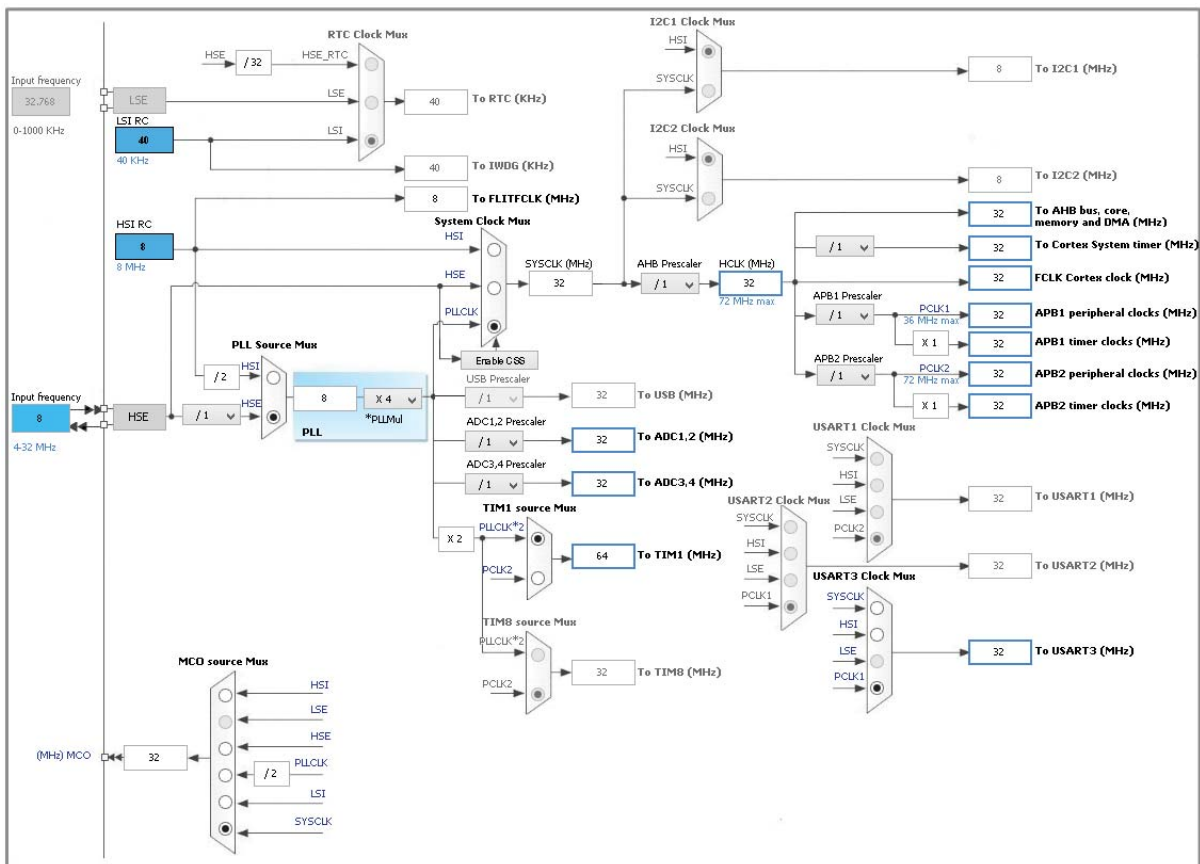 I2C1 Clock Mux
RTC Clock Mux
HSI
HSE
/ 32
HSE_RTC
8
To I2C1 (MHz)
Input frequency
SYSCLK
32.768
LSE
LSE
40
To RTC (KHz)
0-1000 KHz
LSI RC
I2C2 Clock Mux
40
LSI
HSI
40 KHz
40
To IWDG (KHz)
8
To I2C2 (MHz)
SYSCLK
8
To FLITFCLK (MHz)
HSI RC
System Clock Mux
32
To AHB bus, core,
memory and DMA (MHz)
8
HSI
/ 1
32
To Cortex System timer (MHz)
8 MHz
SYSCLK (MHz)
AHB Prescaler
HCLK (MHz)
HSE
32
/ 1
32
32
FCLK Cortex clock (MHz)
72 MHz max
APB1 Prescaler
PCLK1
PLLCLK
/ 1
36 MHz max
32
APB1 peripheral clocks (MHz)
PLL Source Mux
X 1
32
APB1 timer clocks (MHz)
Enable CSS
APB2 Prescaler
PCLK2
/ 2
HSI
USB Prescaler
/ 1
72 MHz max
32
APB2 peripheral clocks (MHz)
Input frequency
8
X 4
/ 1
32
To USB (MHz)
X 1
32
APB2 timer clocks (MHz)
8
HSE
/ 1
HSE
*PLLMul
PLL
ADC1,2 Prescaler
4-32 MHz
/ 1
32
To ADC1,2 (MHz)
USART1 Clock Mux
SYSCLK
ADC3,4 Prescaler
HSI
/ 1
32
To ADC3,4 (MHz)
USART2 Clock Mux
32
To USART1 (MHz)
LSE
TIM1 source Mux
SYSCLK
PLLCLK*2
PCLK2
X 2
HSI
64
To TIM1 (MHz)
32
To USART2 (MHz)
PCLK2
LSE
USART3 Clock Mux
PCLK1
SYSCLK
TIM8 source Mux
HSI
PLLCLK*2
LSE
32
To USART3 (MHz)
MCO source Mux
32
To TIM8 (MHz)
PCLK1
HSI
PCLK2
LSE
HSE
(MHz) MCO
32
/ 2
PLLCLK
LSI
SYSCLK